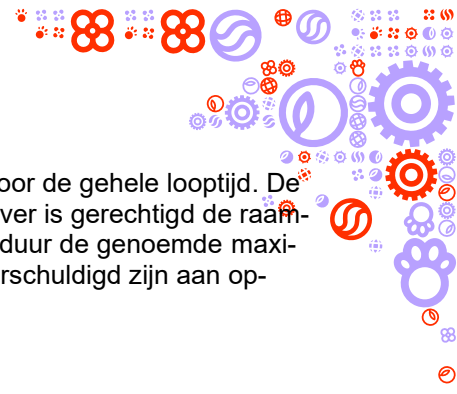 oor de gehele looptijd. De
ver is gerechtigd de raam-
duur de genoemde maxi-
rschuldigd zijn aan op-